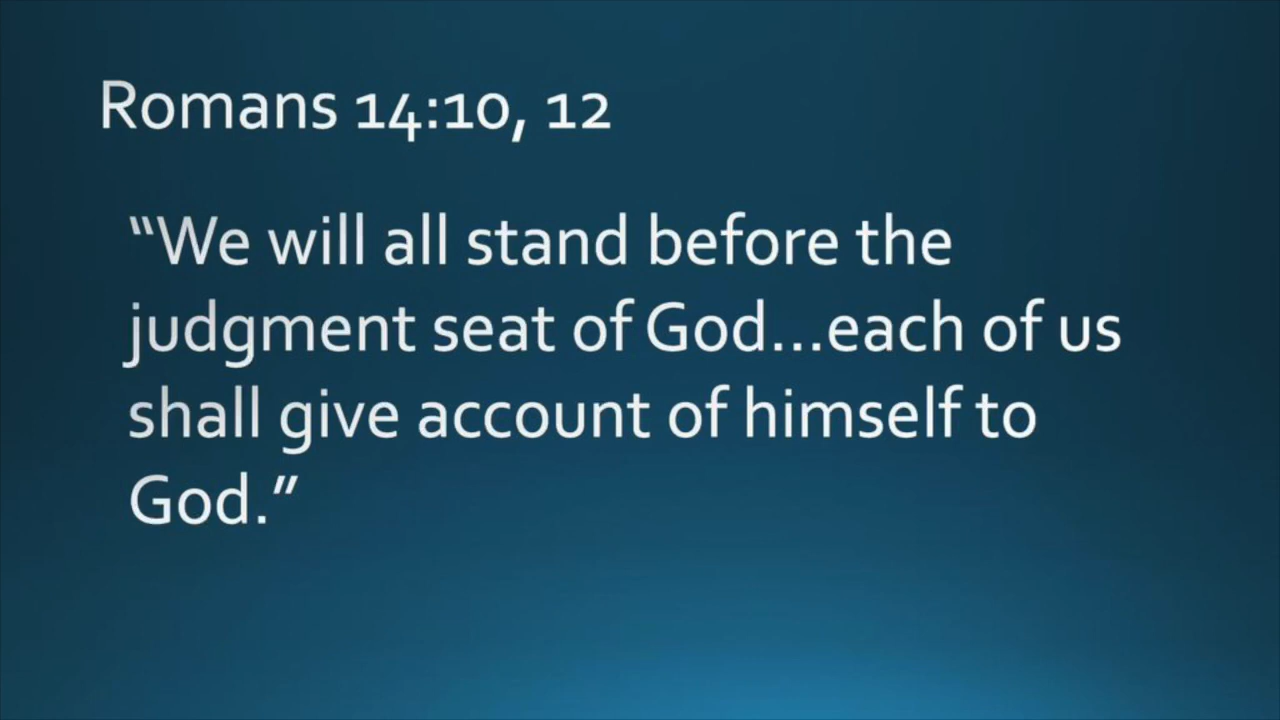 Romans 14:10, 12
“We will all stand before the
judgment seat of God...each of us
shall give account of himself to
God.”